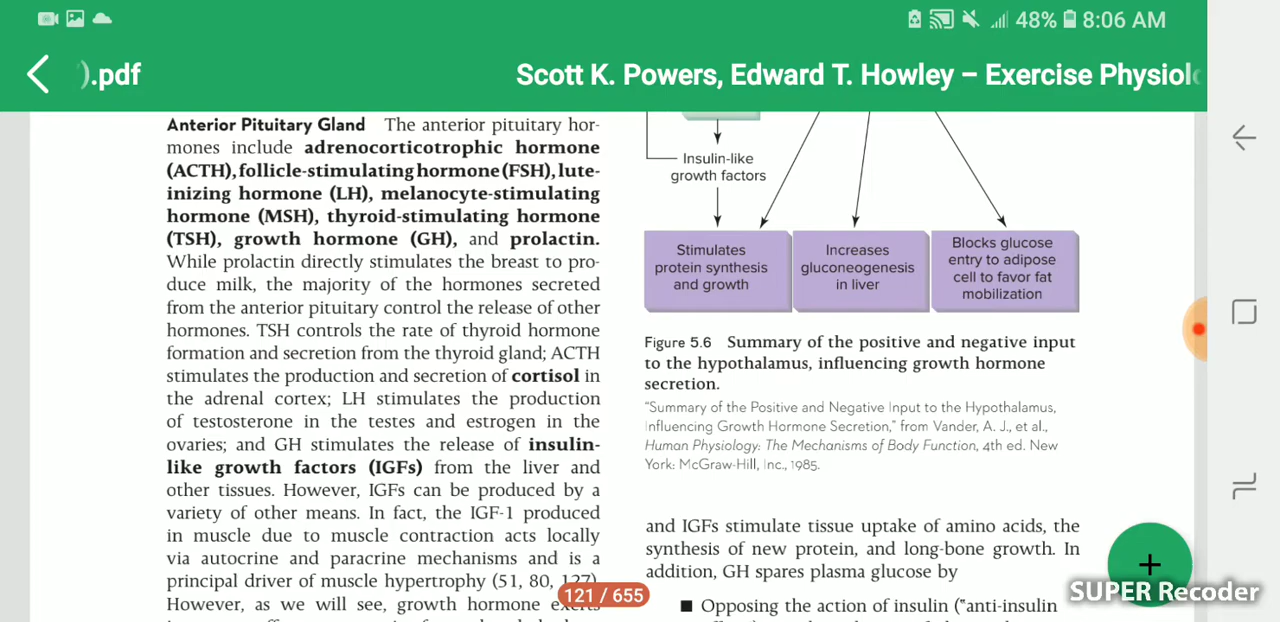 48% 8:06 AM
).pdf
Scott K. Powers, Edward T. Howley – Exercise Physiol
Anterior Pituitary Gland The anterior pituitary hor-
mones include adrenocorticotrophic hormone
(ACTH), follicle-stimulating hormone (FSH), lute-
inizing hormone (LH), melanocyte-stimulating
hormone (MSH), thyroid-stimulating hormone
(TSH), growth hormone (GH), and prolactin.
While prolactin directly stimulates the breast to pro-
duce milk, the majority of the hormones secreted
from the anterior pituitary control the release of other
hormones. TSH controls the rate of thyroid hormone
formation and secretion from the thyroid gland; ACTH
stimulates the production and secretion of cortisol in
the adrenal cortex; LH stimulates the production
of testosterone in the testes and estrogen in the
ovaries; and GH stimulates the release of insulin-
like growth factors (IGFs) from the liver and
other tissues. However, IGFs can be produced by a
variety of other means. In fact, the IGF-1 produced
in muscle due to muscle contraction acts locally
via autocrine and paracrine mechanisms and is a
principal driver of muscle hypertrophy (51, 80, 127).
However, as we will see, growth hormone exerts
Insulin-like
growth factors
Stimulates
protein synthesis
and growth
Increases
gluconeogenesis
in liver
Blocks glucose
entry to adipose
cell to favor fat
mobilization
Figure 5.6 Summary of the positive and negative input
to the hypothalamus, influencing growth hormone
secretion.
"Summary of the Positive and Negative Input to the Hypothalamus,
Influencing Growth Hormone Secretion," from Vander, A. J., et al.,
Human Physiology: The Mechanisms of Body Function, 4th ed. New
York: McGraw-Hill, Inc., 1985.
and IGFs stimulate tissue uptake of amino acids, the
synthesis of new protein, and long-bone growth. In
addition, GH spares plasma glucose by
■ Opposing the action of insulin ("anti-insulin
121 / 655
+
SUPER Recoder